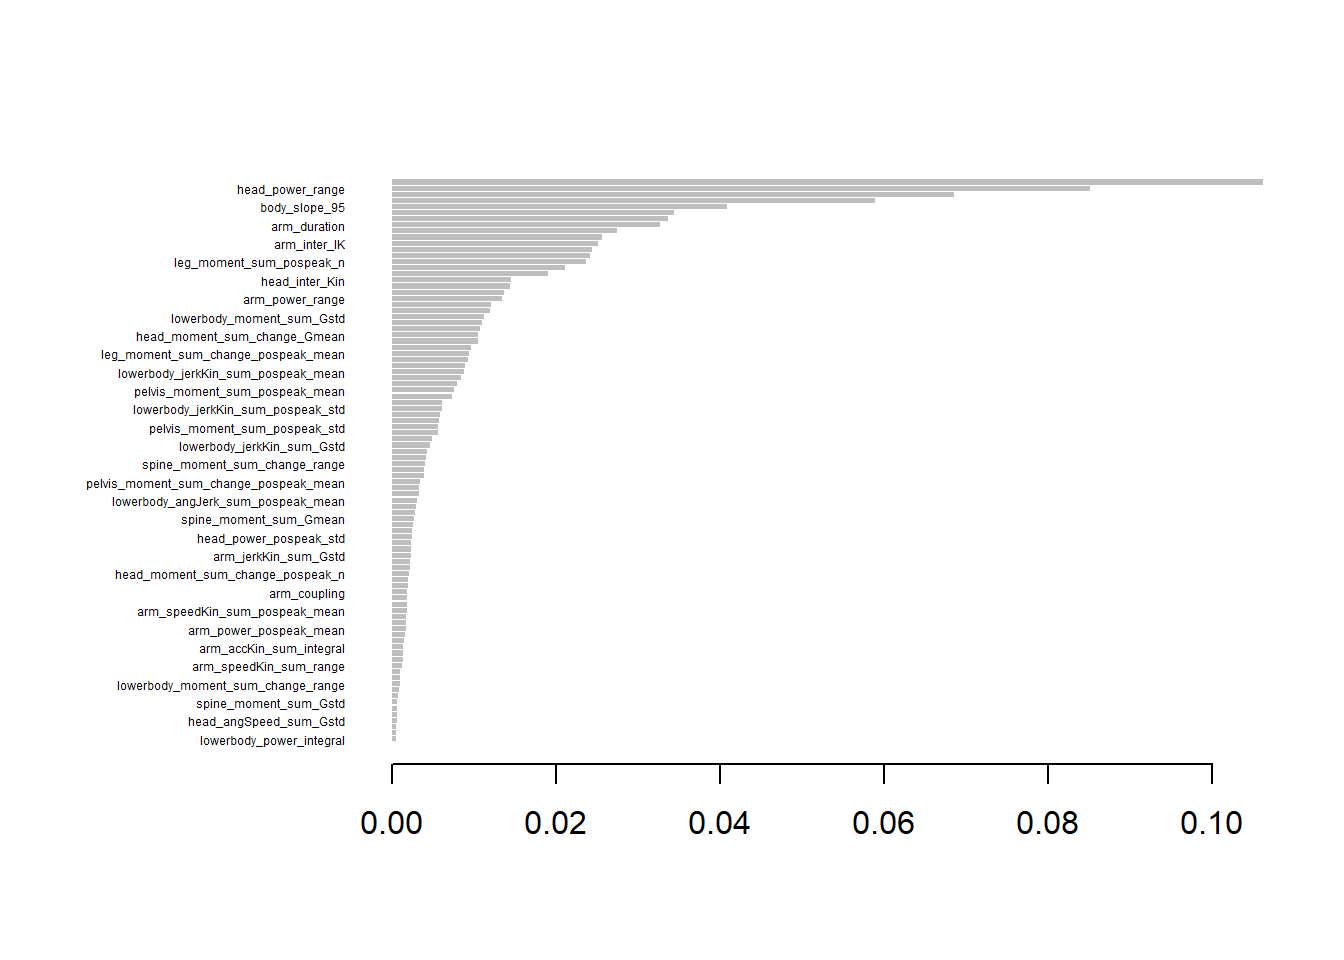 head_power_range
body_slope_95
arm_duration
arm_inter_IK
leg_moment_sum_pospeak_n
head_inter_Kin
arm_power_range
lowerbody_moment_sum_Gstd
head_moment_sum_change_Gmean
leg_moment_sum_change_pospeak_mean
lowerbody_jerkKin_sum_pospeak_mean
pelvis_moment_sum_pospeak_mean
lowerbody_jerkKin_sum_pospeak_std
pelvis_moment_sum_pospeak_std
lowerbody_jerkKin_sum_Gstd
spine_moment_sum_change_range
pelvis_moment_sum_change_pospeak_mean
lowerbody_angJerk_sum_pospeak_mean
spine_moment_sum_Gmean
head_power_pospeak_std
arm_jerkKin_sum_Gstd
head_moment_sum_change_pospeak_n
arm_coupling
arm_speedKin_sum_pospeak_mean
arm_power_pospeak_mean
arm_accKin_sum_integral
arm_speedKin_sum_range
lowerbody_moment_sum_change_range
spine_moment_sum_Gstd
head_angSpeed_sum_Gstd
lowerbody_power_integral
0.00 0.02 0.04 0.06 0.08 0.10